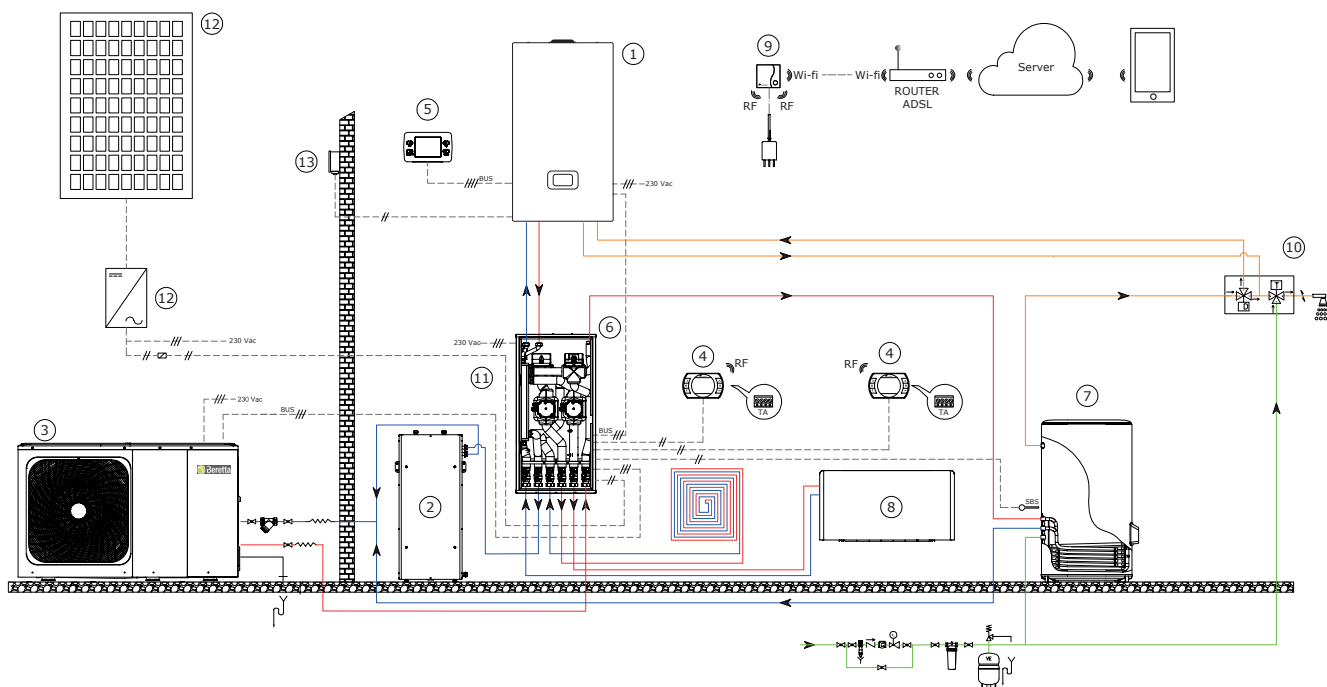 12
1
9
Wi-fi
Wi-fi
Server
RF
RF
ROUTER
ADSL
5
13
BUS
230 Vac
12
10
T
6
230 Vac
230 Vac
11
4
RF
RF
4
TA
TA
230 Vac
BUS
BUS
7
3
Beretta
2
8
SBS
VE